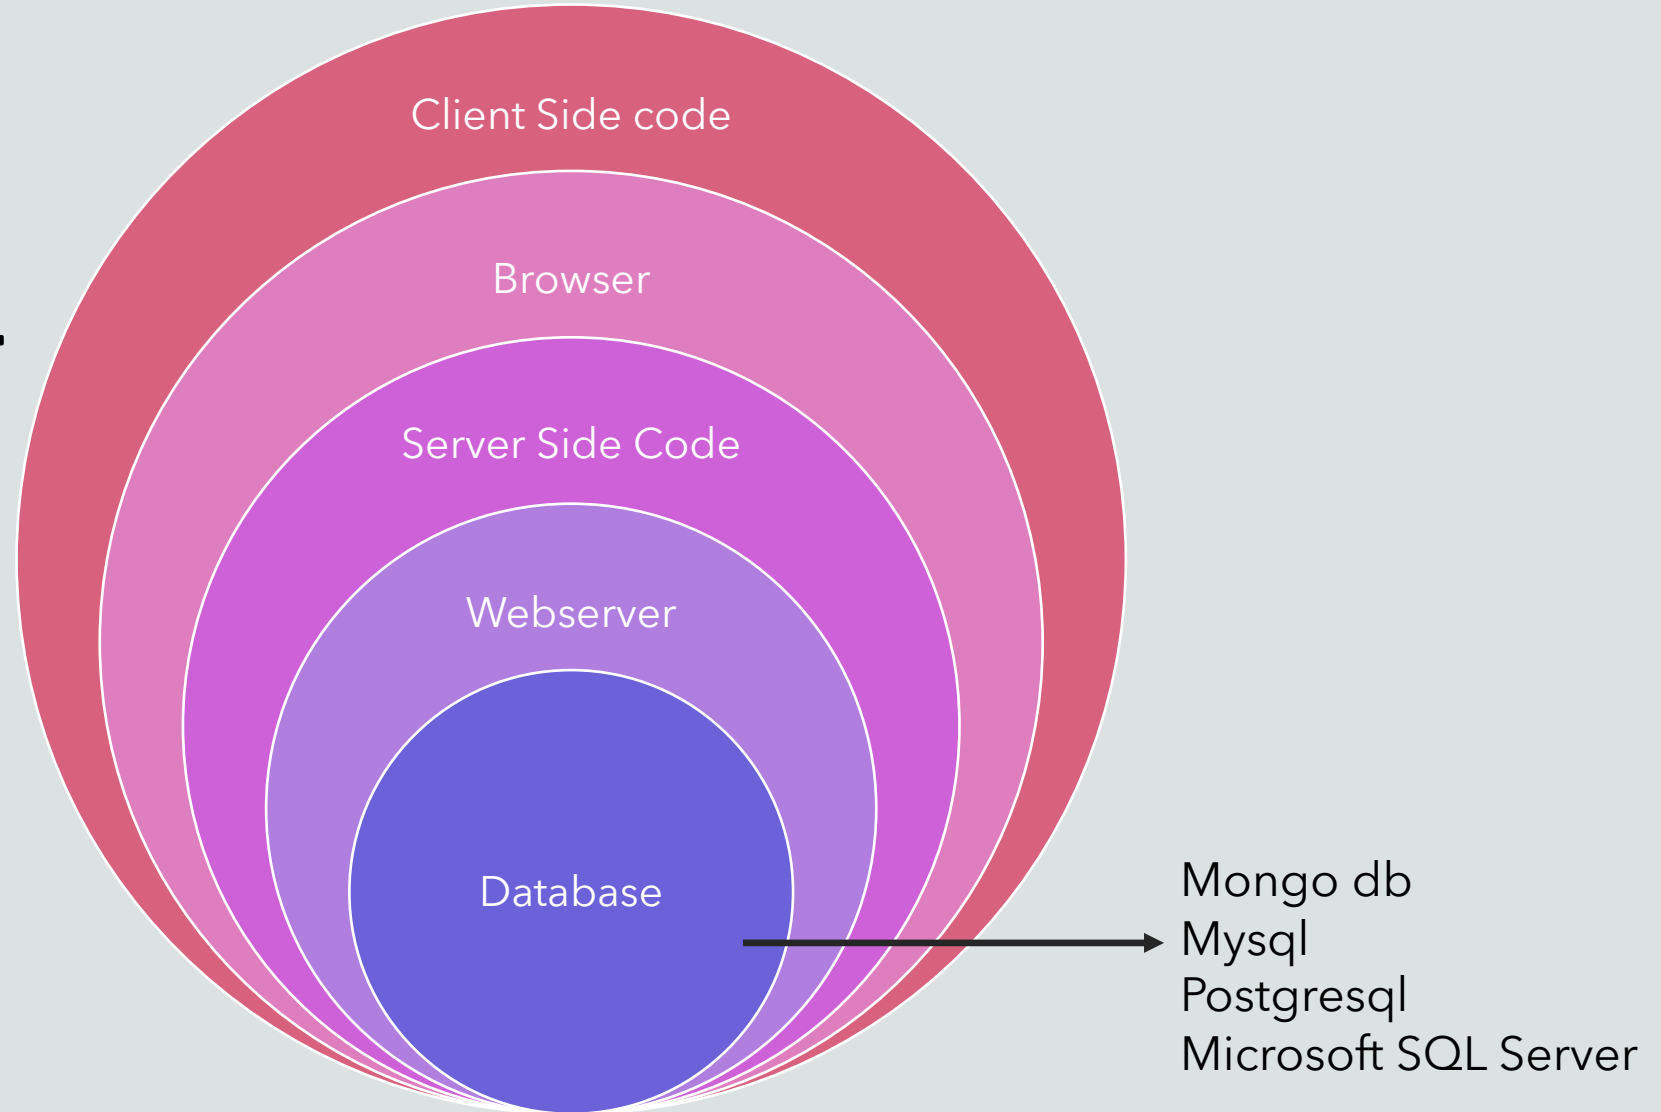 Client Side code
Browser
Server Side Code
Webserver
Database
Mongo db
Mysql
Postgresql
Microsoft SQL Server